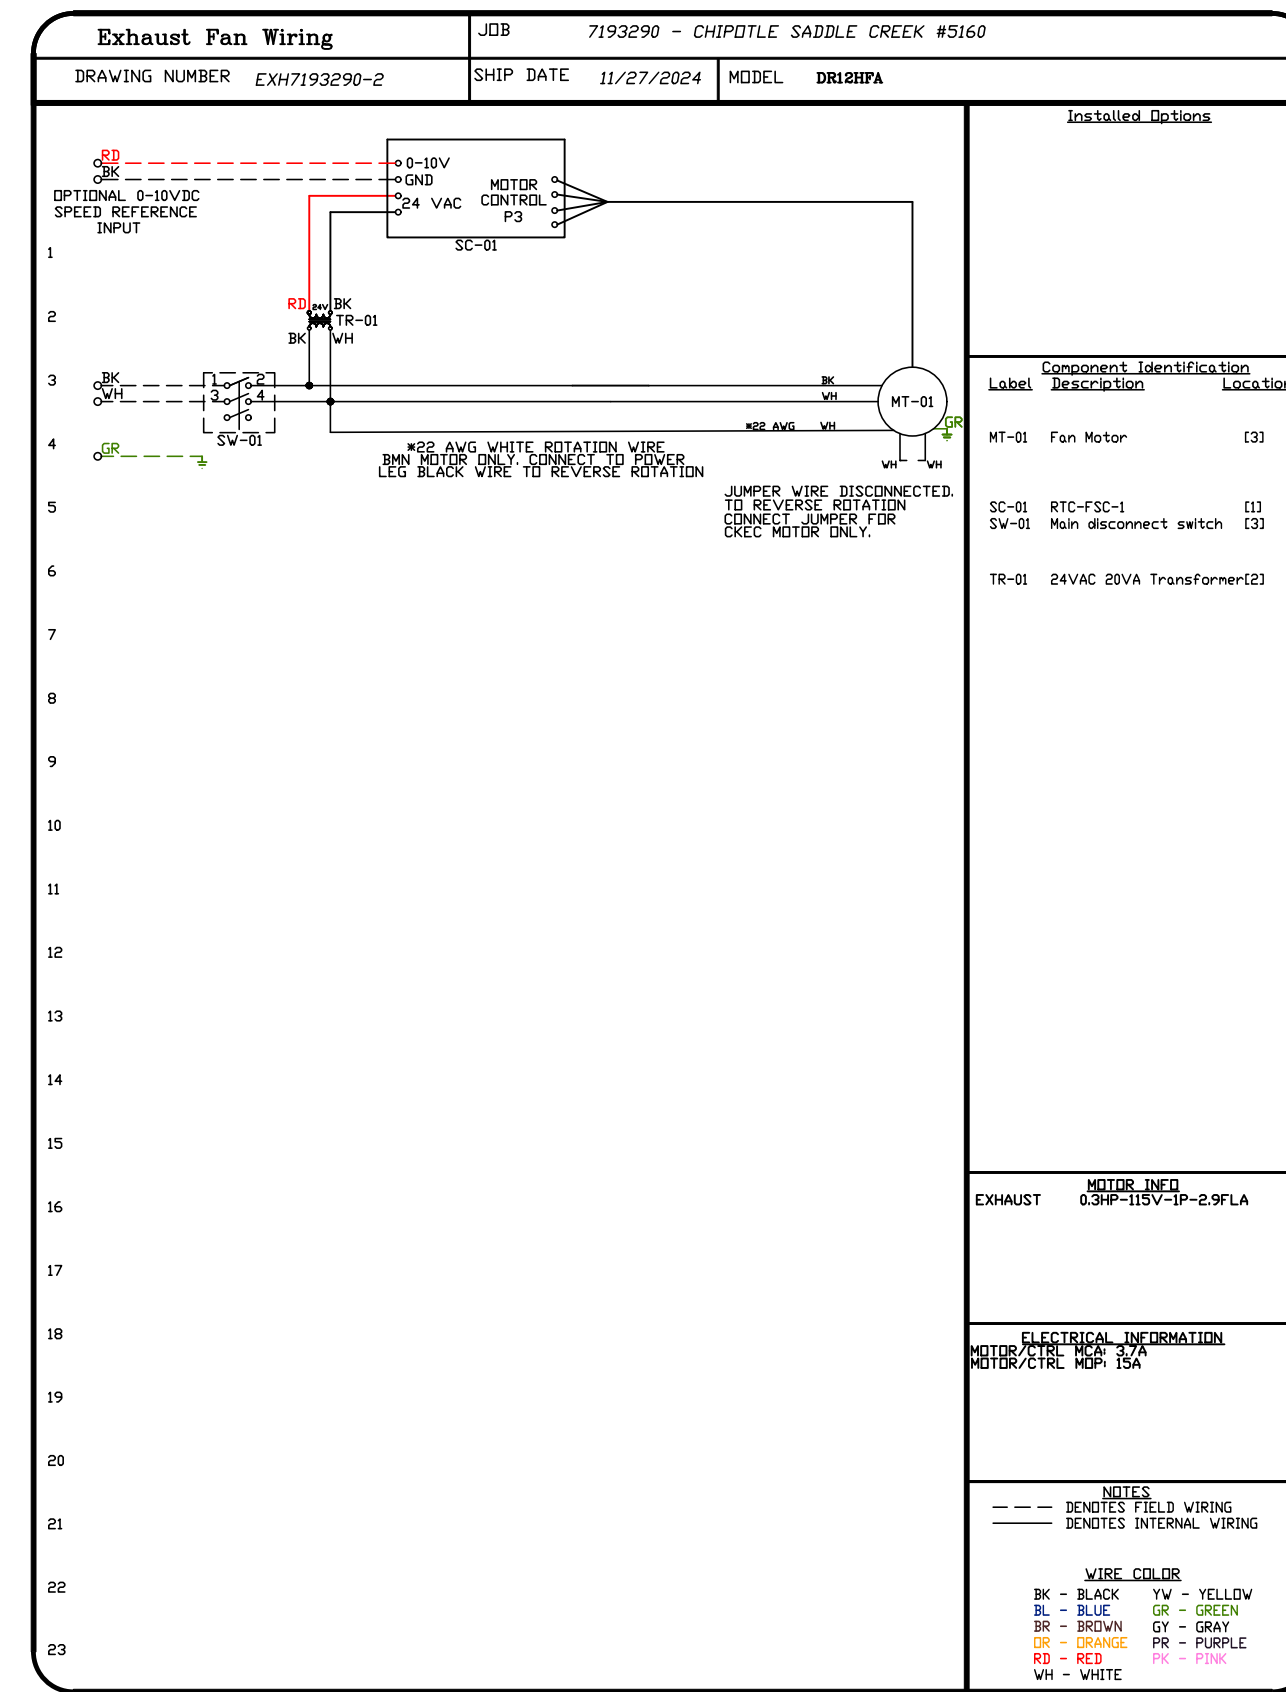 Exhaust Fan Wiring
JOB 7193290 - CHIPOTLE SADDLE CREEK #5160
DRAWING NUMBER EXH7193290-2
SHIP DATE 11/27/2024
MODEL DR12HFA
RD
BK
OPTIONAL 0-10VDC
SPEED REFERENCE
INPUT
0-10V
GND
24 VAC
MOTOR
CONTROL
P3
SC-01
RD 24V BK
TR-01
BK WH
BK
WH
1 2
3 4
SW-01
GR
BK
WH
*22 AWG WH
MT-01
GR
WH WH
*22 AWG WHITE ROTATION WIRE
BMN MOTOR ONLY. CONNECT TO POWER
LEG BLACK WIRE TO REVERSE ROTATION
JUMPER WIRE DISCONNECTED.
TO REVERSE ROTATION
CONNECT JUMPER FOR
CKEC MOTOR ONLY.
1
2
3
4
5
6
7
8
9
10
11
12
13
14
15
16
17
18
19
20
21
22
23
Installed Options
Component Identification
Label Description Location
MT-01 Fan Motor [3]
SC-01 RTC-FSC-1 [1]
SW-01 Main disconnect switch [3]
TR-01 24VAC 20VA Transformer[2]
MOTOR INFO
EXHAUST 0.3HP-115V-1P-2.9FLA
ELECTRICAL INFORMATION
MOTOR/CTRL MCA: 3.7A
MOTOR/CTRL MOP: 15A
NOTES
DENOTES FIELD WIRING
DENOTES INTERNAL WIRING
WIRE COLOR
BK - BLACK YW - YELLOW
BL - BLUE GR - GREEN
BR - BROWN GY - GRAY
OR - ORANGE PR - PURPLE
RD - RED PK - PINK
WH - WHITE